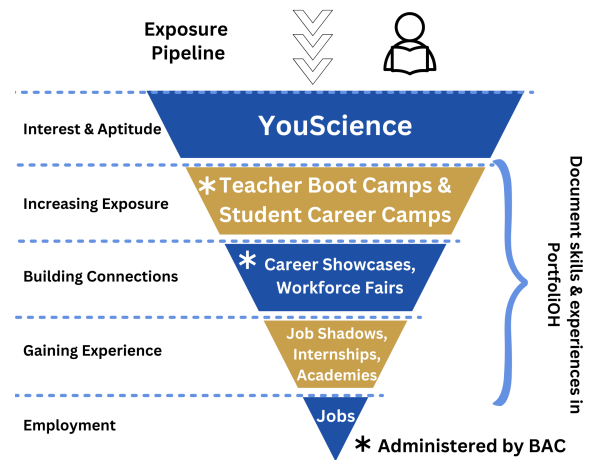 Exposure
Pipeline
Interest & Aptitude
YouScience
Increasing Exposure
* Teacher Boot Camps &
Student Career Camps
Building Connections
* Career Showcases,
Workforce Fairs
Gaining Experience
Job Shadows,
Internships,
Academies
Employment
Jobs
Document skills & experiences in
PortfoliOH
* Administered by BAC